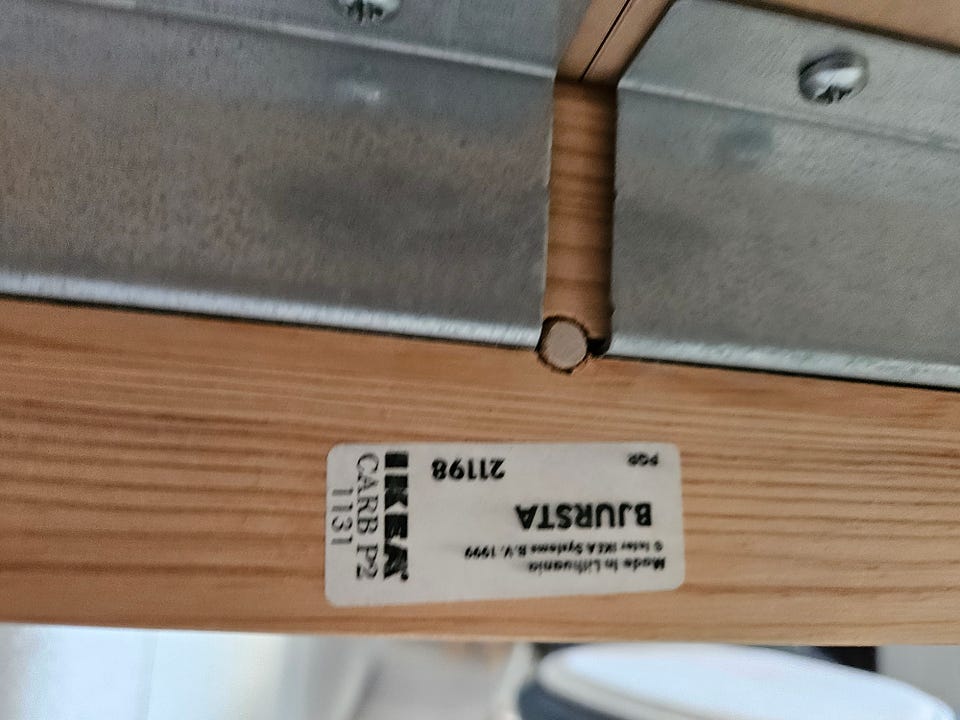 Made in Lithuania
© Inter IKEA Systems B.V. 1999
BJURSTA
21198
IKEA
CARB P2
1131